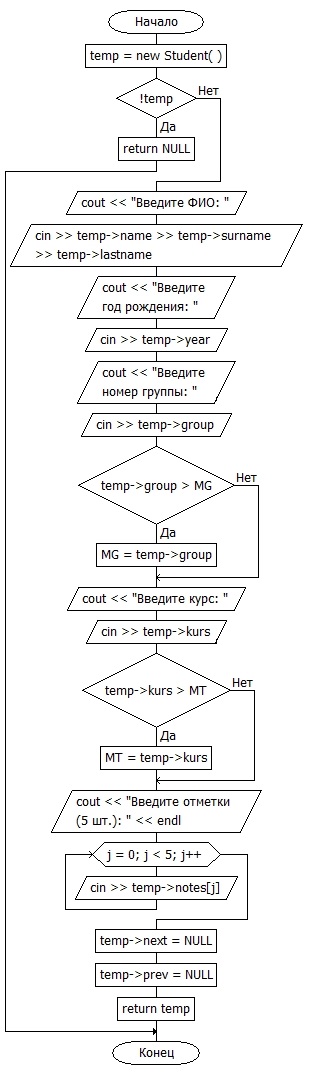 Начало
temp = new Student( )
!temp
Нет
Да
return NULL
cout << "Введите ФИО: "
cin >> temp->name >> temp->surname
>> temp->lastname
cout << "Введите
год рождения: "
cin >> temp->year
cout << "Введите
номер группы: "
cin >> temp->group
temp->group > MG
Нет
Да
MG = temp->group
cout << "Введите курс: "
cin >> temp->kurs
temp->kurs > MT
Нет
Да
MT = temp->kurs
cout << "Введите отметки
(5 шт.): " << endl
j = 0; j < 5; j++
cin >> temp->notes[j]
temp->next = NULL
temp->prev = NULL
return temp
Конец